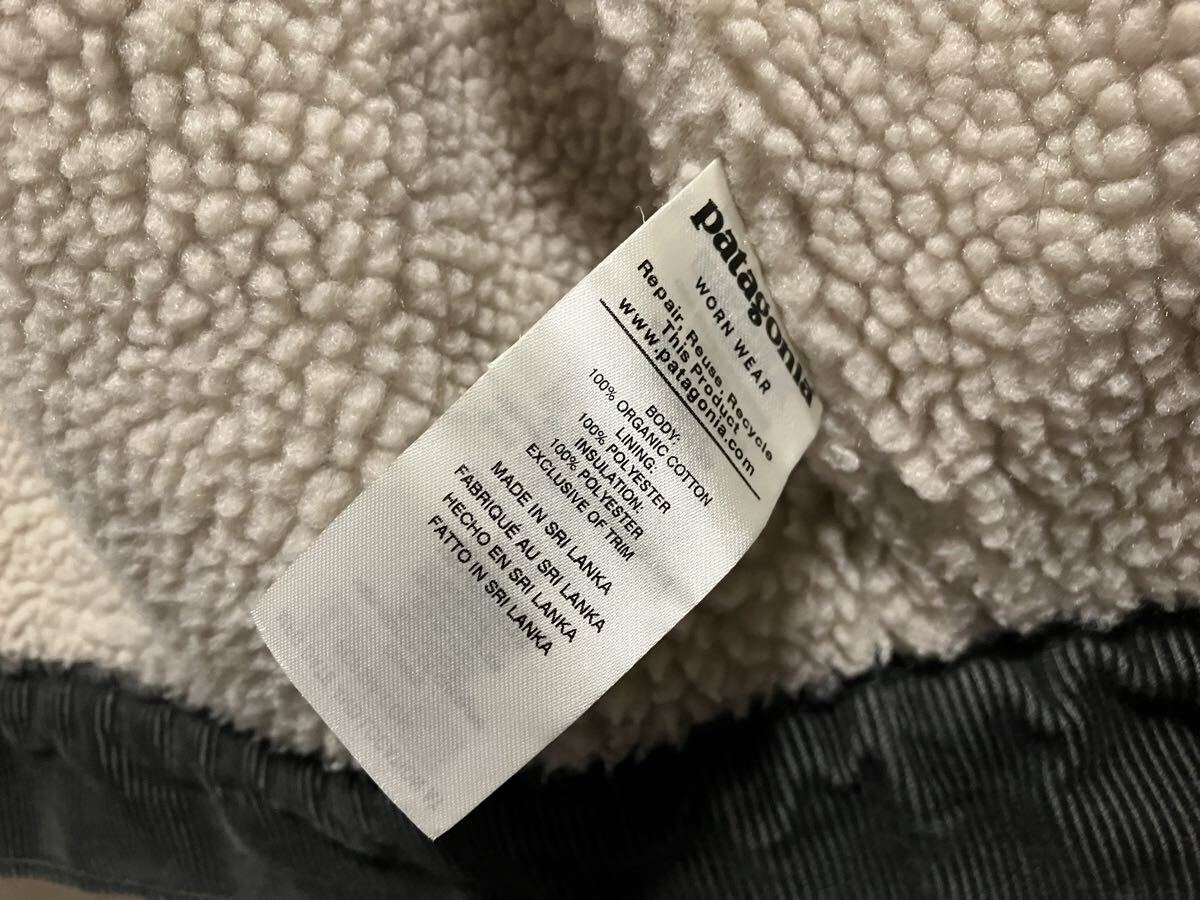 patagonia
WORN WEAR
Repair, Reuse, Recycle
This Product
www.patagonia.com
BODY:
100% ORGANIC COTTON
LINING:
100% POLYESTER
INSULATION:
100% POLYESTER
EXCLUSIVE OF TRIM
MADE IN SRI LANKA
FABRIQUÉ AU SRI LANKA
HECHO EN SRI LANKA
FATTO IN SRI LANKA